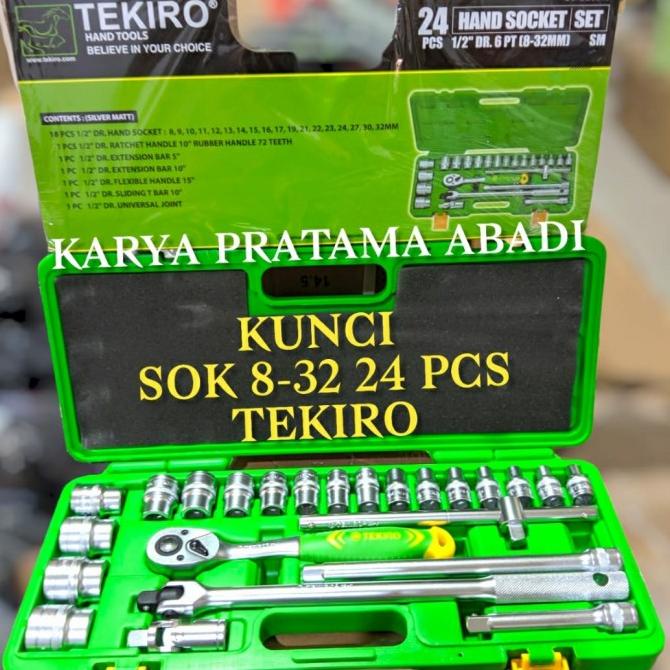 TEKIRO®
HAND TOOLS
BELIEVE IN YOUR CHOICE
www.tekiro.com
24 PCS HAND SOCKET SET
1/2" DR. 6 PT (8-32MM) SM
CONTENTS : (SILVER MATT)
18 PCS 1/2" DR. HAND SOCKET : 8, 9, 10, 11, 12, 13, 14, 15, 16, 17, 19, 21, 22, 23, 24, 27, 30, 32MM
1 PCS 1/2" DR. RATCHET HANDLE 10" RUBBER HANDLE 72 TEETH
1 PC 1/2" DR. EXTENSION BAR 5"
1 PC 1/2" DR. EXTENSION BAR 10"
1 PC 1/2" DR. FLEXIBLE HANDLE 15"
1 PC 1/2" DR. SLIDING T BAR 10"
1 PC 1/2" DR. UNIVERSAL JOINT
KARYA PRATAMA ABADI
14.5
KUNCI
SOK 8-32 24 PCS
TEKIRO
TEKIRO